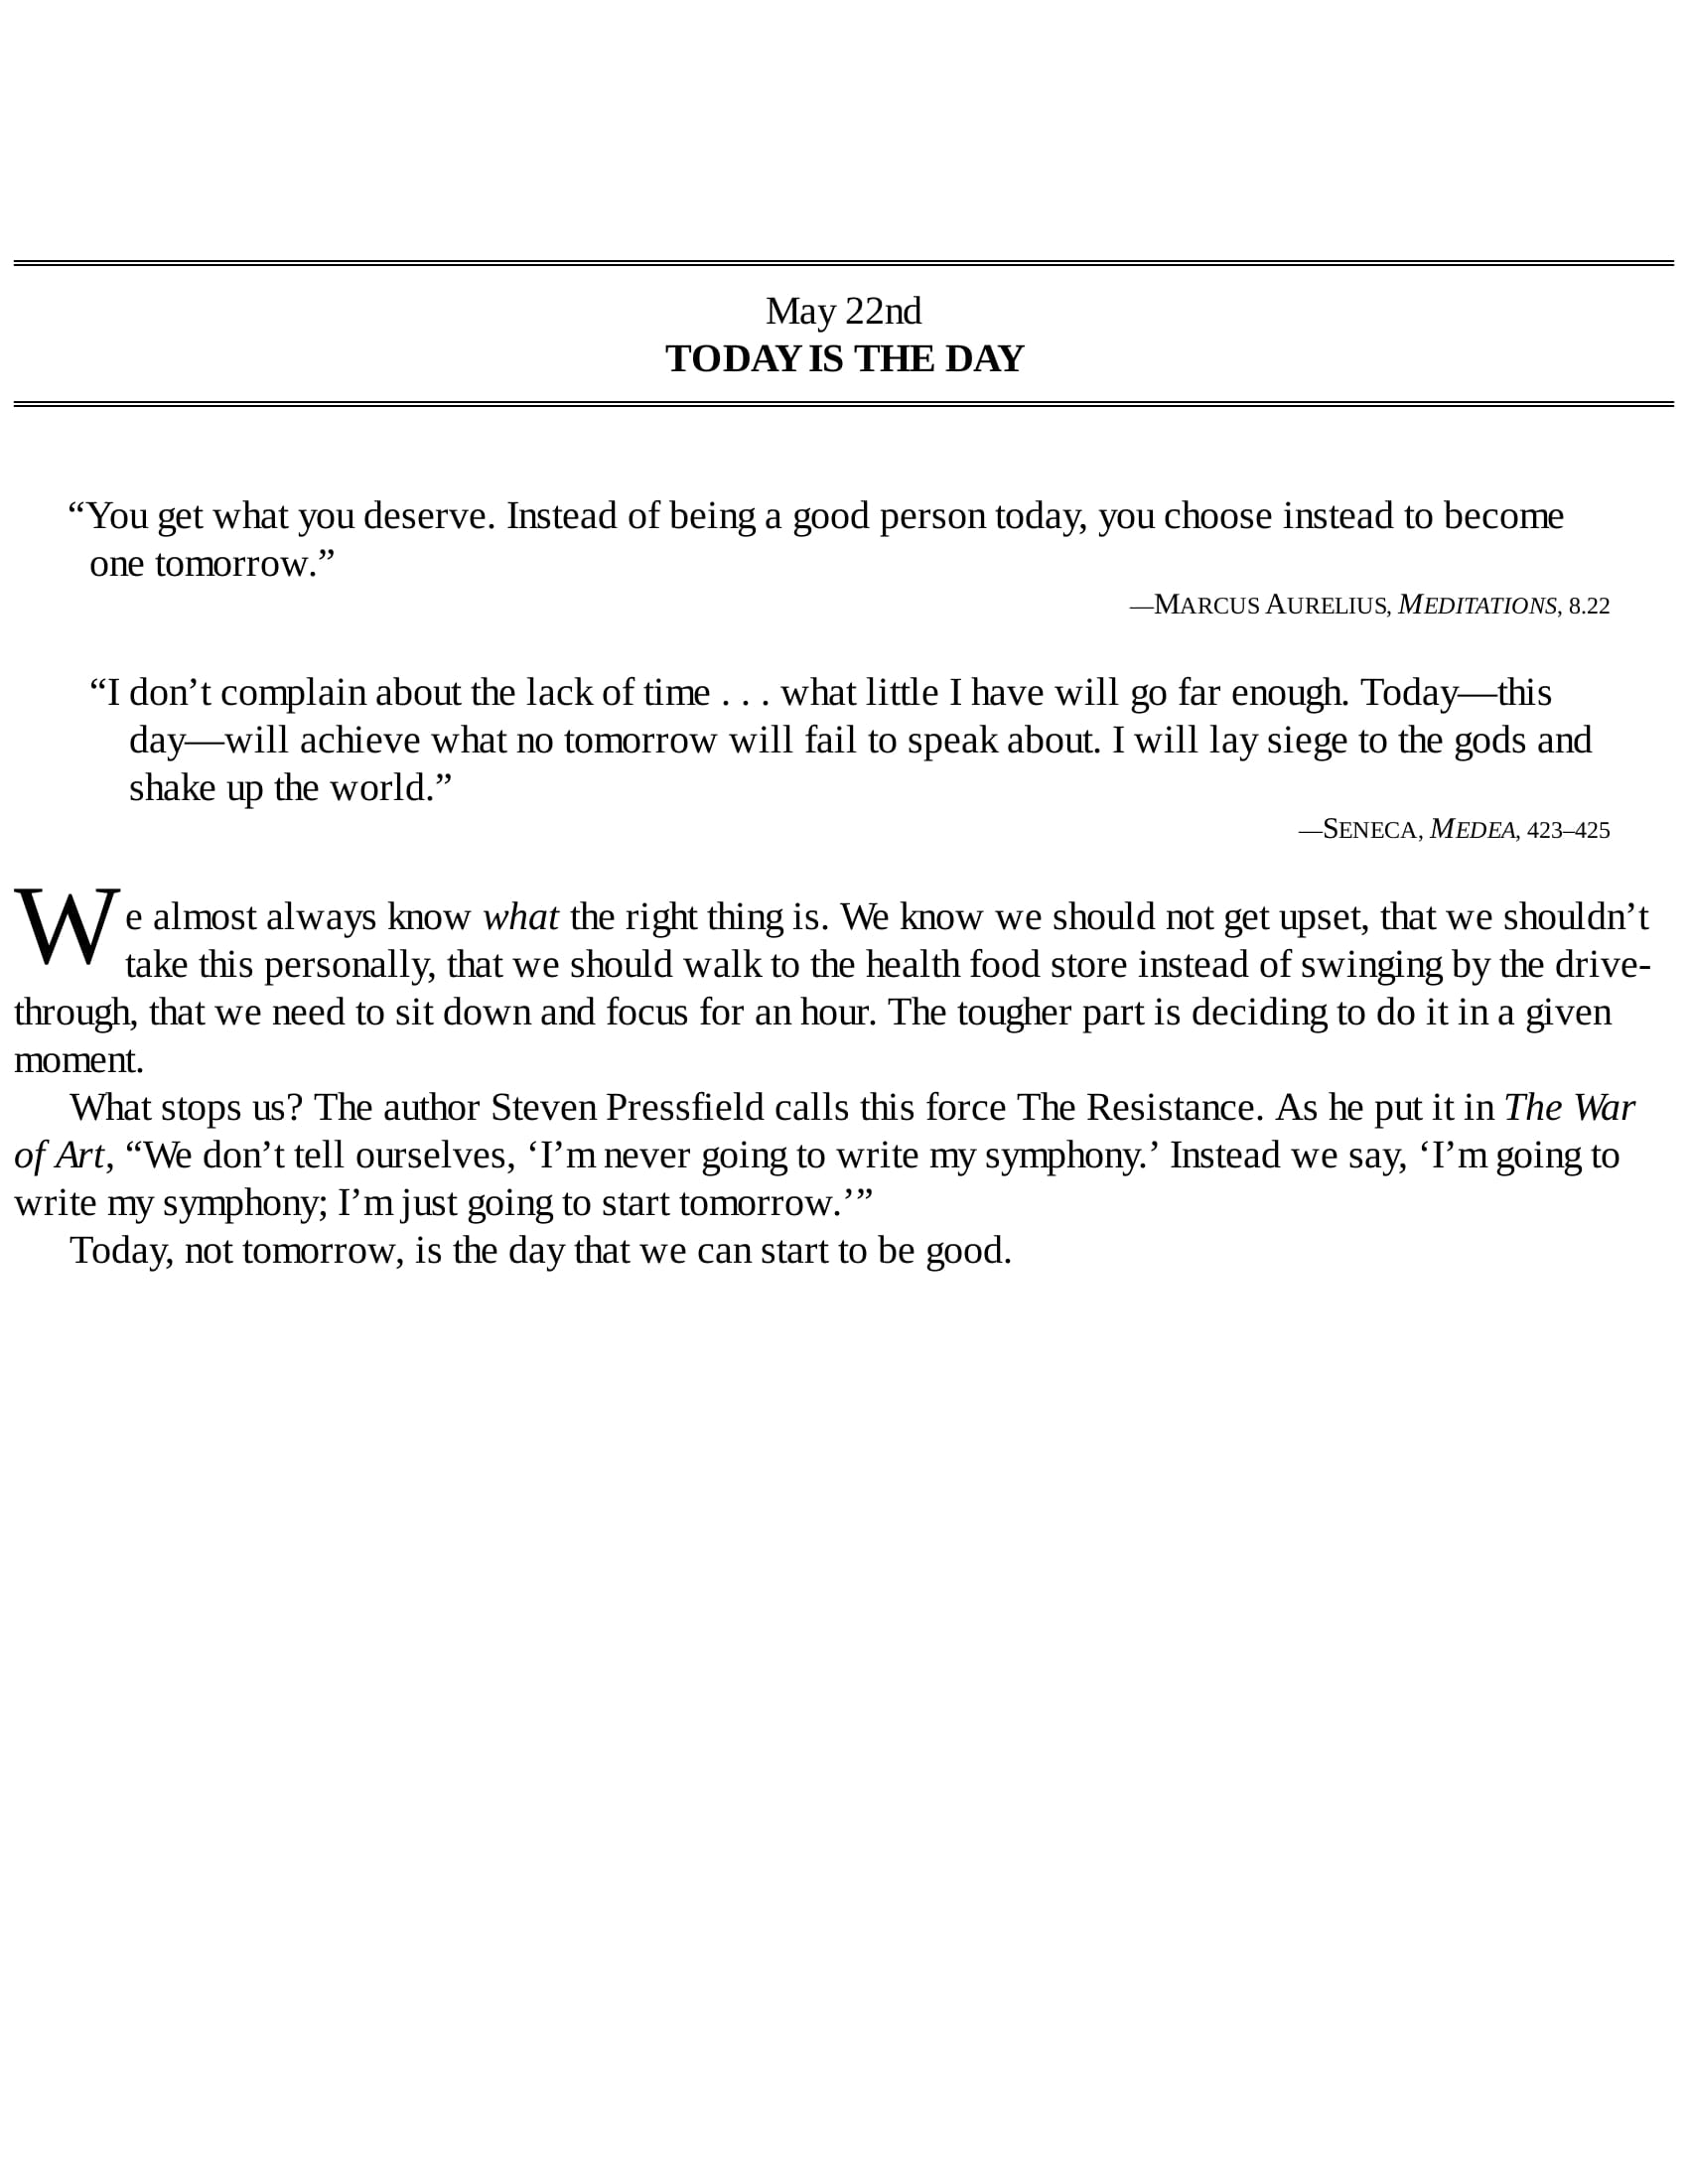 May 22nd
TODAY IS THE DAY
“You get what you deserve. Instead of being a good person today, you choose instead to become
one tomorrow.”
—MARCUS AURELIUS, MEDITATIONS, 8.22
“I don’t complain about the lack of time . . . what little I have will go far enough. Today—this
day—will achieve what no tomorrow will fail to speak about. I will lay siege to the gods and
shake up the world.”
—SENECA, MEDEA, 423–425
We almost always know what the right thing is. We know we should not get upset, that we shouldn’t
take this personally, that we should walk to the health food store instead of swinging by the drive-
through, that we need to sit down and focus for an hour. The tougher part is deciding to do it in a given
moment.
What stops us? The author Steven Pressfield calls this force The Resistance. As he put it in The War
of Art, “We don’t tell ourselves, ‘I’m never going to write my symphony.’ Instead we say, ‘I’m going to
write my symphony; I’m just going to start tomorrow.’”
Today, not tomorrow, is the day that we can start to be good.